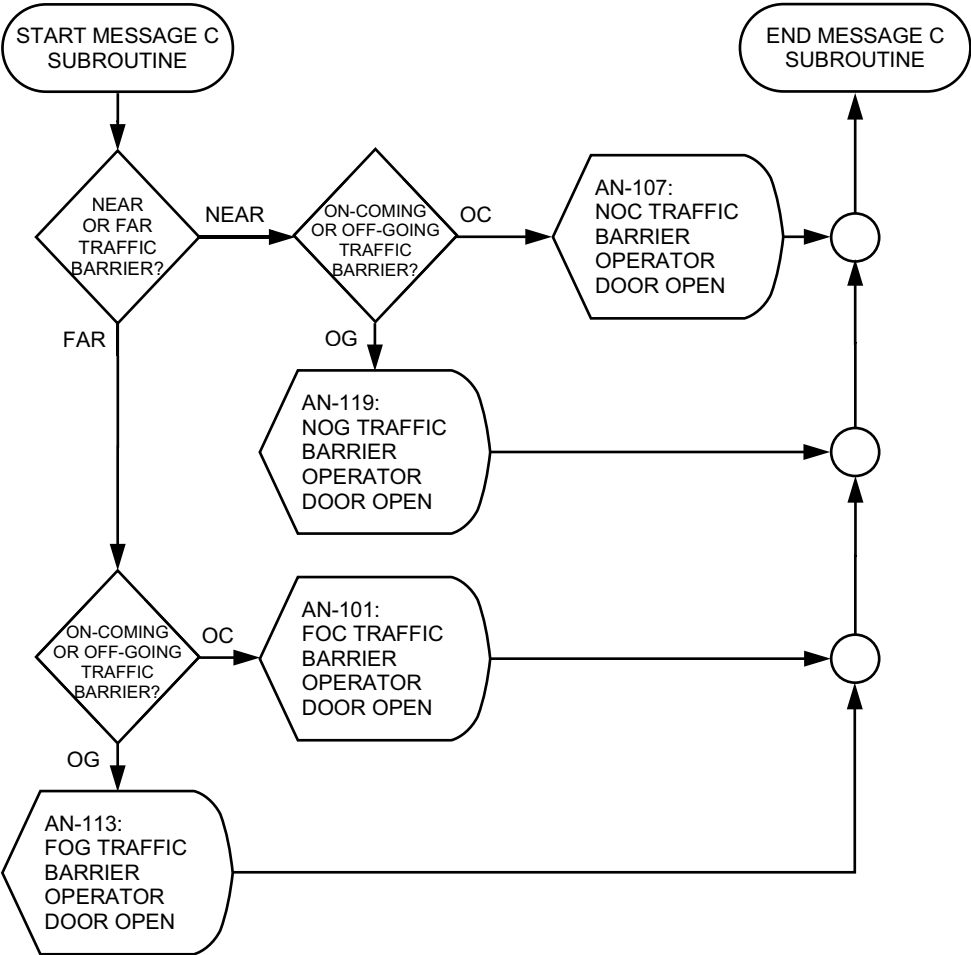 START MESSAGE C
SUBROUTINE
END MESSAGE C
SUBROUTINE
NEAR
OR FAR
TRAFFIC
BARRIER?
NEAR
ON-COMING
OR OFF-GOING
TRAFFIC
BARRIER?
OC
AN-107:
NOC TRAFFIC
BARRIER
OPERATOR
DOOR OPEN
FAR
OG
AN-119:
NOG TRAFFIC
BARRIER
OPERATOR
DOOR OPEN
ON-COMING
OR OFF-GOING
TRAFFIC
BARRIER?
OC
AN-101:
FOC TRAFFIC
BARRIER
OPERATOR
DOOR OPEN
OG
AN-113:
FOG TRAFFIC
BARRIER
OPERATOR
DOOR OPEN